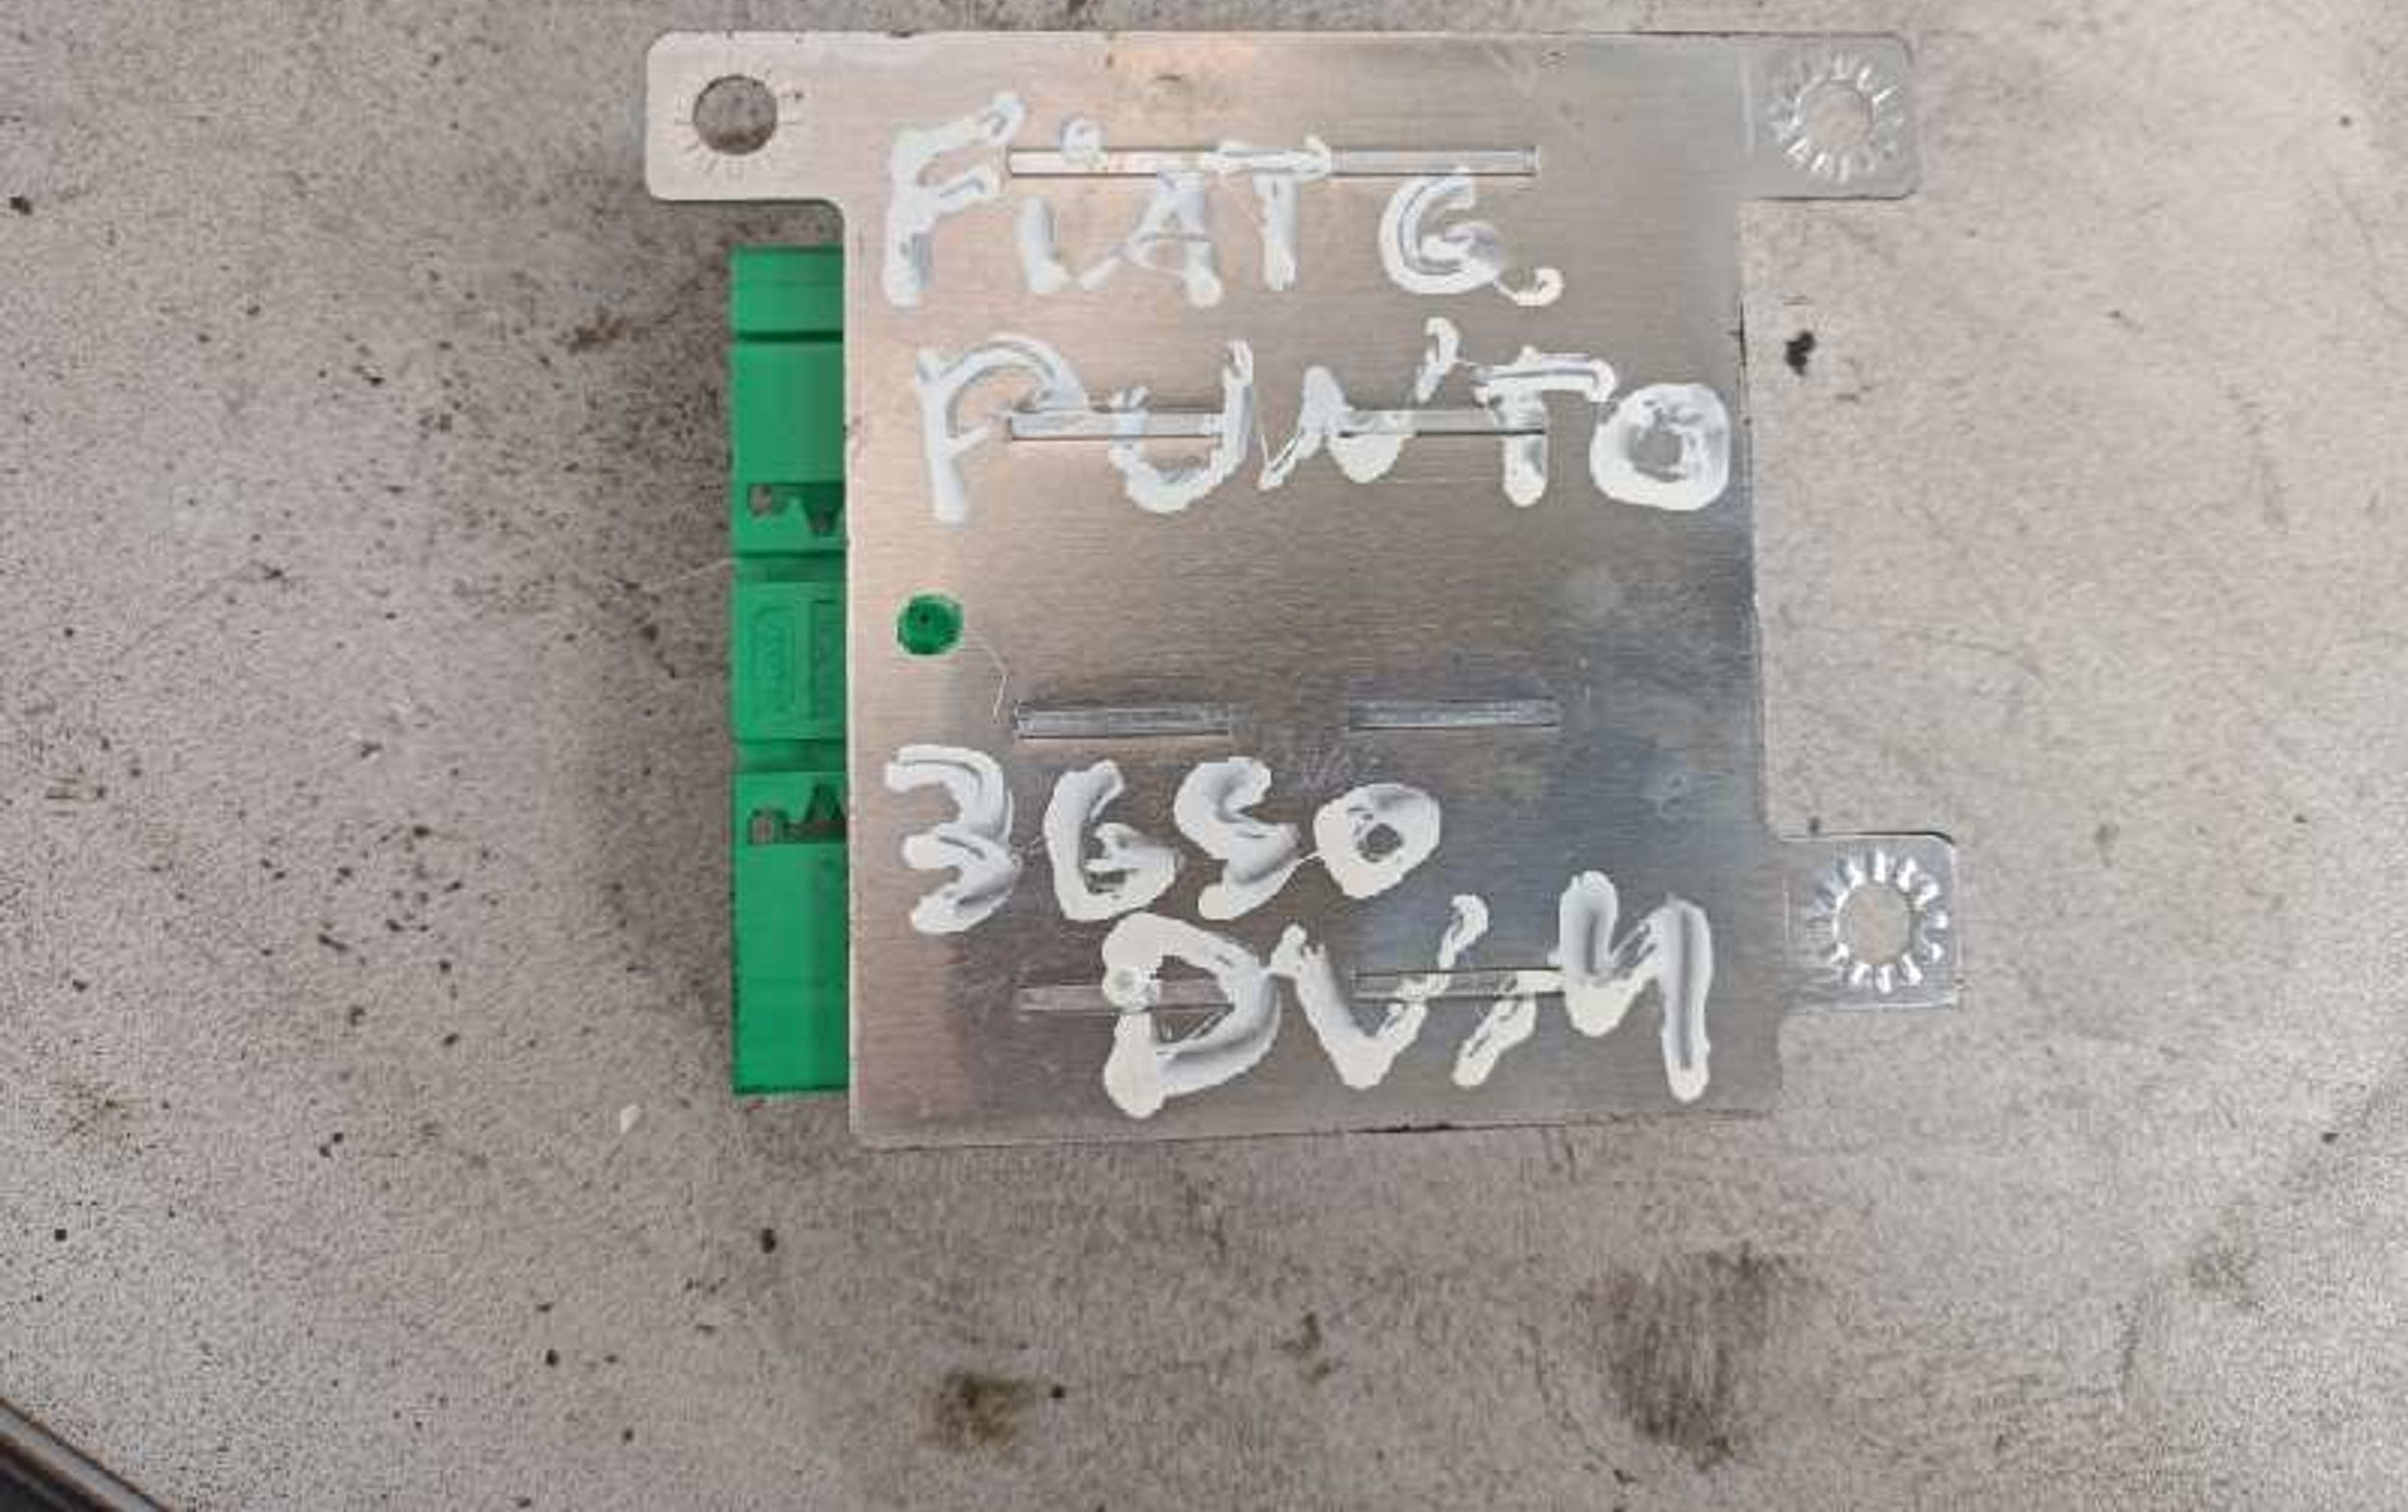 FiAT G.
PUNTO
3650
DVM